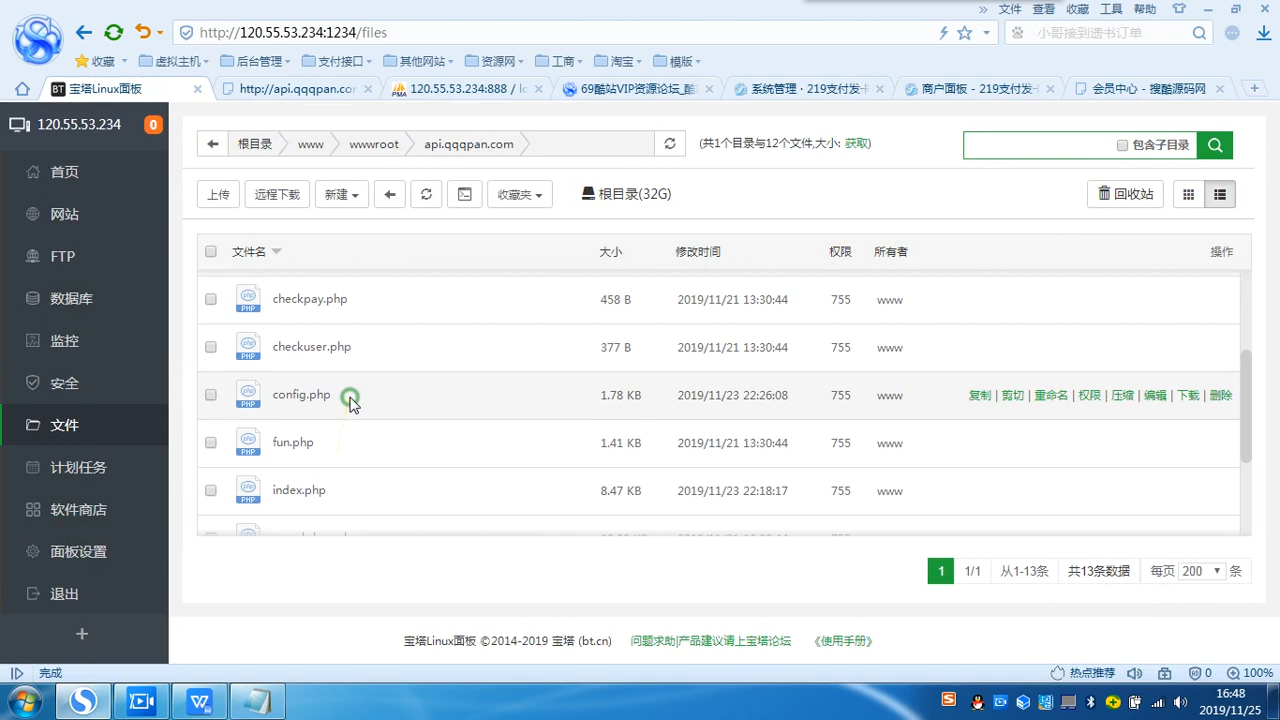 » 文件 查看 收藏 工具 帮助
http://120.55.53.234:1234/files
小哥接到逃书订单
收藏 虚拟主机 后台管理 支付接口 其他网站 资源网 工商 淘宝 模版
BT 宝塔Linux面板 http://api.qqqpan.co PMA 120.55.53.234:888 / lo 69酷站VIP资源论坛_酷 系统管理 · 219支付发卡 商户面板 - 219支付发 会员中心 - 搜酷源码网
120.55.53.234 0
首页
网站
FTP
数据库
监控
安全
文件
计划任务
软件商店
面板设置
退出
根目录 www wwwroot api.qqqpan.com (共1个目录与12个文件,大小: 获取) 包含子目录
上传 远程下载 新建 收藏夹 根目录(32G) 回收站
文件名 大小 修改时间 权限 所有者 操作
PHP checkpay.php 458 B 2019/11/21 13:30:44 755 www
PHP checkuser.php 377 B 2019/11/21 13:30:44 755 www
PHP config.php 1.78 KB 2019/11/23 22:26:08 755 www 复制 | 剪切 | 重命名 | 权限 | 压缩 | 编辑 | 下载 | 删除
PHP fun.php 1.41 KB 2019/11/21 13:30:44 755 www
PHP index.php 8.47 KB 2019/11/23 22:18:17 755 www
1 1/1 从1-13条 共13条数据 每页 200 条
宝塔Linux面板 ©2014-2019 宝塔 (bt.cn) 问题求助|产品建议请上宝塔论坛 《使用手册》
完成 热点推荐 0 100%
16:48
2019/11/25